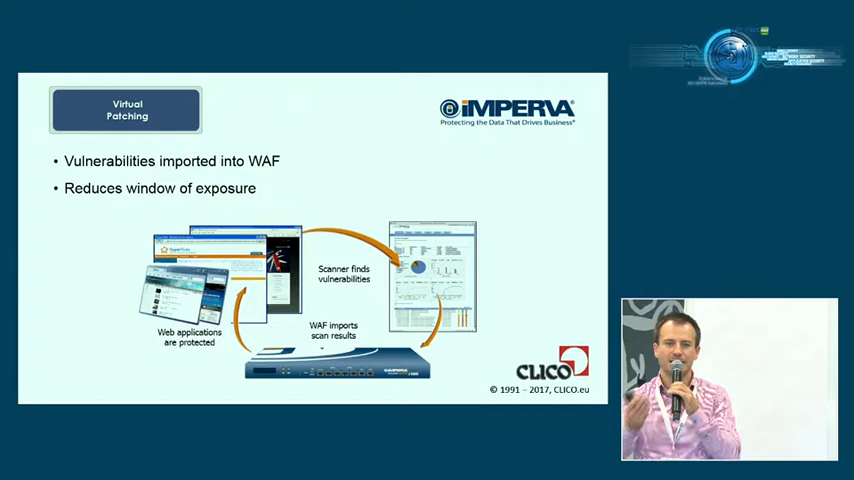 Virtual
Patching
iMPERVA
Protecting the Data That Drives Business®
• Vulnerabilities imported into WAF
• Reduces window of exposure
Scanner finds
vulnerabilities
WAF imports
scan results
Web applications
are protected
IMPERVA
CLICO
© 1991 – 2017, CLICO.eu